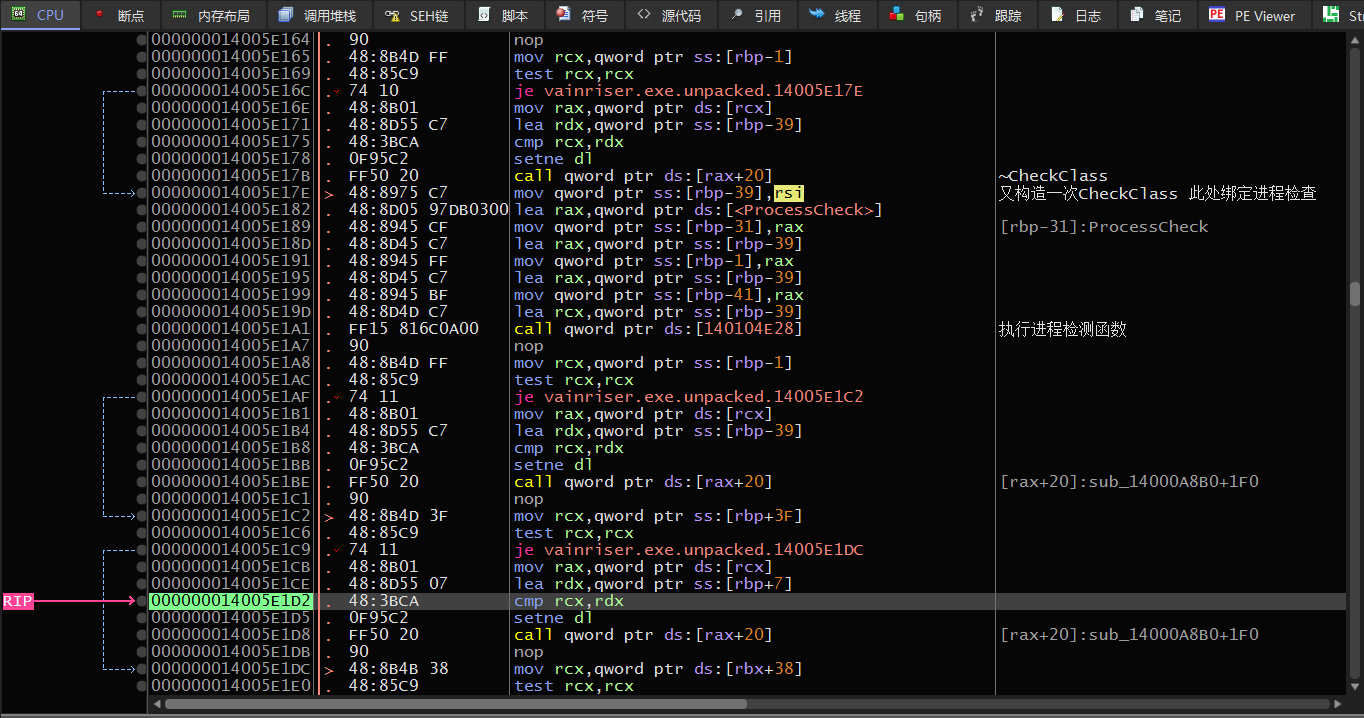 CPU 断点 内存布局 调用堆栈 SEH链 脚本 符号 源代码 引用 线程 句柄 跟踪 日志 笔记 PE Viewer Str
000000014005E164 . 90 nop
000000014005E165 . 48:8B4D FF mov rcx,qword ptr ss:[rbp-1]
000000014005E169 . 48:85C9 test rcx,rcx
000000014005E16C . 74 10 je vainriser.exe.unpacked.14005E17E
000000014005E16E . 48:8B01 mov rax,qword ptr ds:[rcx]
000000014005E171 . 48:8D55 C7 lea rdx,qword ptr ss:[rbp-39]
000000014005E175 . 48:3BCA cmp rcx,rdx
000000014005E178 . 0F95C2 setne dl
000000014005E17B . FF50 20 call qword ptr ds:[rax+20] ~CheckClass
000000014005E17E > 48:8975 C7 mov qword ptr ss:[rbp-39],rsi 又构造一次CheckClass 此处绑定进程检查
000000014005E182 . 48:8D05 97DB0300 lea rax,qword ptr ds:[<ProcessCheck>]
000000014005E189 . 48:8945 CF mov qword ptr ss:[rbp-31],rax [rbp-31]:ProcessCheck
000000014005E18D . 48:8D45 C7 lea rax,qword ptr ss:[rbp-39]
000000014005E191 . 48:8945 FF mov qword ptr ss:[rbp-1],rax
000000014005E195 . 48:8D45 C7 lea rax,qword ptr ss:[rbp-39]
000000014005E199 . 48:8945 BF mov qword ptr ss:[rbp-41],rax
000000014005E19D . 48:8D4D C7 lea rcx,qword ptr ss:[rbp-39]
000000014005E1A1 . FF15 816C0A00 call qword ptr ds:[140104E28] 执行进程检测函数
000000014005E1A7 . 90 nop
000000014005E1A8 . 48:8B4D FF mov rcx,qword ptr ss:[rbp-1]
000000014005E1AC . 48:85C9 test rcx,rcx
000000014005E1AF . 74 11 je vainriser.exe.unpacked.14005E1C2
000000014005E1B1 . 48:8B01 mov rax,qword ptr ds:[rcx]
000000014005E1B4 . 48:8D55 C7 lea rdx,qword ptr ss:[rbp-39]
000000014005E1B8 . 48:3BCA cmp rcx,rdx
000000014005E1BB . 0F95C2 setne dl
000000014005E1BE . FF50 20 call qword ptr ds:[rax+20] [rax+20]:sub_14000A8B0+1F0
000000014005E1C1 . 90 nop
000000014005E1C2 > 48:8B4D 3F mov rcx,qword ptr ss:[rbp+3F]
000000014005E1C6 . 48:85C9 test rcx,rcx
000000014005E1C9 . 74 11 je vainriser.exe.unpacked.14005E1DC
000000014005E1CB . 48:8B01 mov rax,qword ptr ds:[rcx]
000000014005E1CE . 48:8D55 07 lea rdx,qword ptr ss:[rbp+7]
RIP 000000014005E1D2 . 48:3BCA cmp rcx,rdx
000000014005E1D5 . 0F95C2 setne dl
000000014005E1D8 . FF50 20 call qword ptr ds:[rax+20] [rax+20]:sub_14000A8B0+1F0
000000014005E1DB . 90 nop
000000014005E1DC > 48:8B4B 38 mov rcx,qword ptr ds:[rbx+38]
000000014005E1E0 . 48:85C9 test rcx,rcx